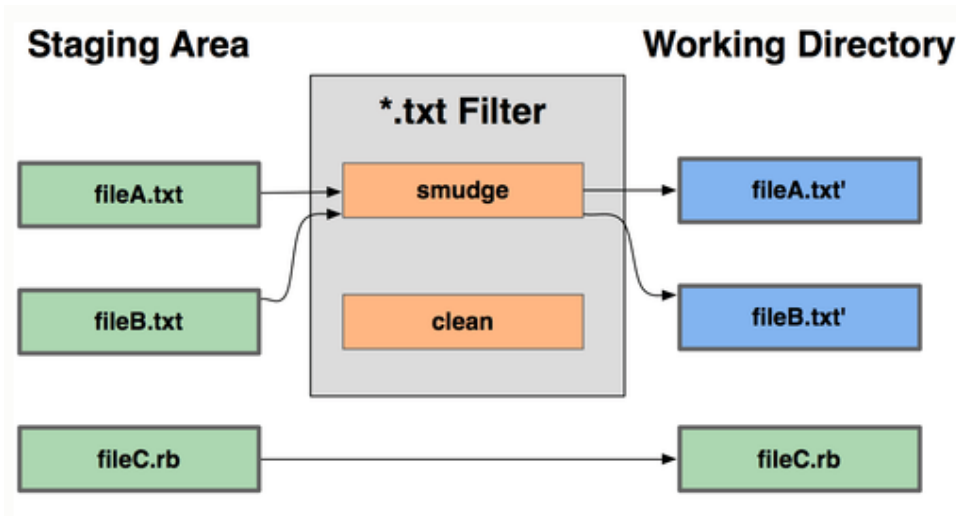 Staging Area
Working Directory
*.txt Filter
fileA.txt
smudge
fileA.txt'
fileB.txt
clean
fileB.txt'
fileC.rb
fileC.rb